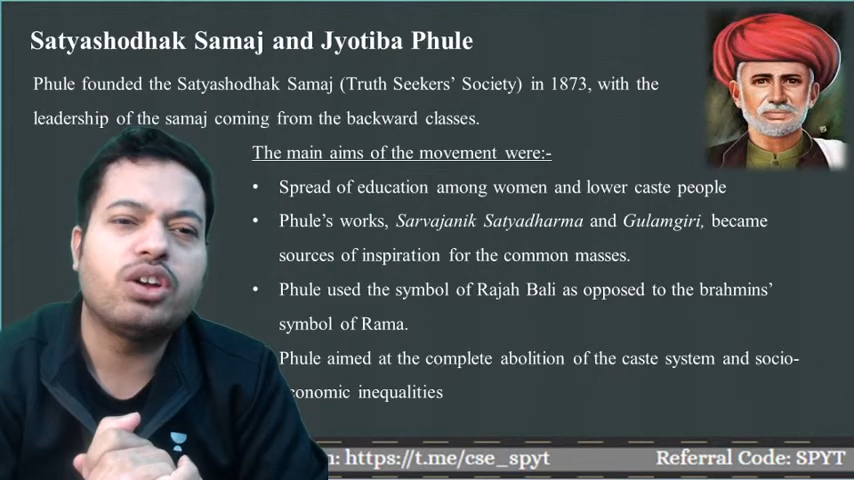 Satyashodhak Samaj and Jyotiba Phule
Phule founded the Satyashodhak Samaj (Truth Seekers' Society) in 1873, with the
leadership of the samaj coming from the backward classes.
The main aims of the movement were:-
• Spread of education among women and lower caste people
• Phule's works, Sarvajanik Satyadharma and Gulamgiri, became
sources of inspiration for the common masses.
• Phule used the symbol of Rajah Bali as opposed to the brahmins'
symbol of Rama.
Phule aimed at the complete abolition of the caste system and socio-
conomic inequalities
: https://t.me/cse_spyt Referral Code: SPYT